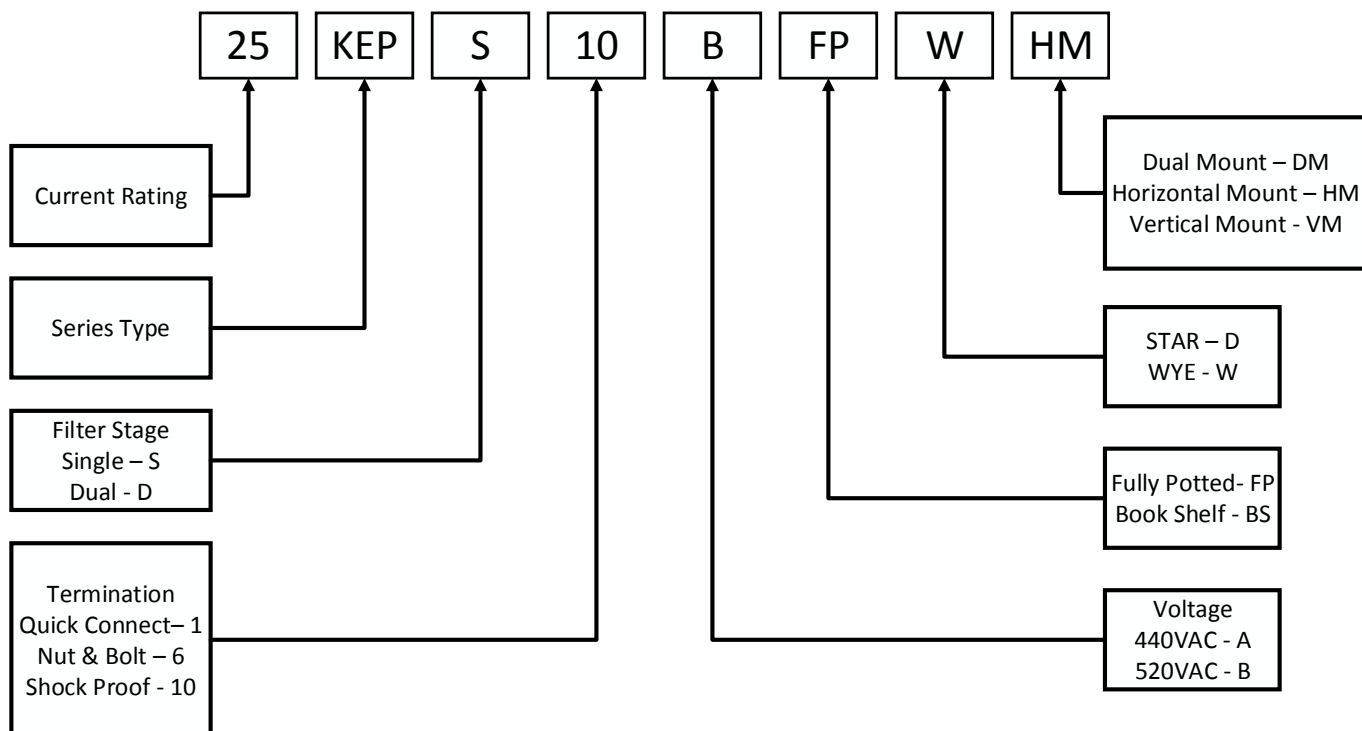 25 KEP S 10 B FP W HM
Current Rating
Series Type
Filter Stage
Single – S
Dual - D
Termination
Quick Connect– 1
Nut & Bolt – 6
Shock Proof - 10
Dual Mount – DM
Horizontal Mount – HM
Vertical Mount - VM
STAR – D
WYE - W
Fully Potted- FP
Book Shelf - BS
Voltage
440VAC - A
520VAC - B